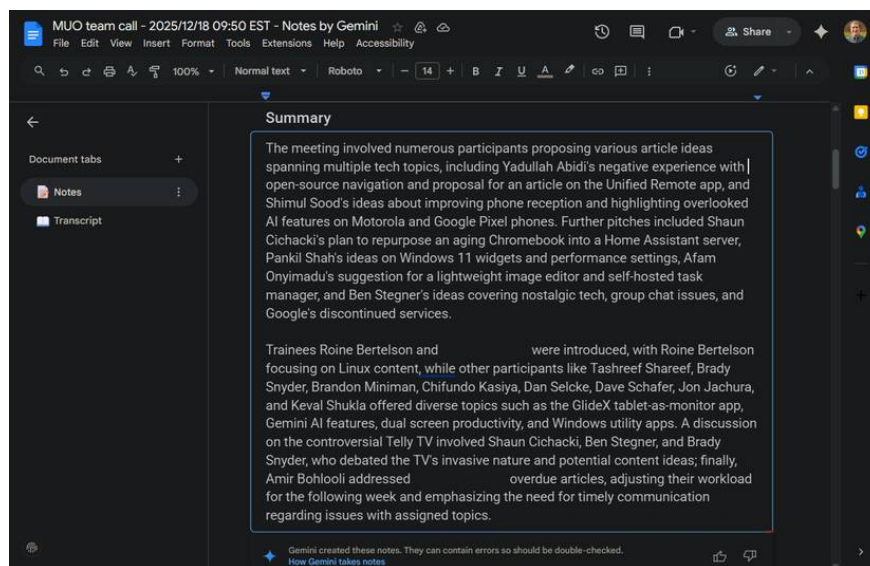 MUO team call - 2025/12/18 09:50 EST - Notes by Gemini
File Edit View Insert Format Tools Extensions Help Accessibility
Share
100% Normal text Roboto 14 B I U A
Summary
Document tabs
Notes
Transcript
The meeting involved numerous participants proposing various article ideas
spanning multiple tech topics, including Yadullah Abidi's negative experience with
open-source navigation and proposal for an article on the Unified Remote app, and
Shimul Sood's ideas about improving phone reception and highlighting overlooked
AI features on Motorola and Google Pixel phones. Further pitches included Shaun
Cichacki's plan to repurpose an aging Chromebook into a Home Assistant server,
Pankil Shah's ideas on Windows 11 widgets and performance settings, Afam
Onyimadu's suggestion for a lightweight image editor and self-hosted task
manager, and Ben Stegner's ideas covering nostalgic tech, group chat issues, and
Google's discontinued services.
Trainees Roine Bertelson and were introduced, with Roine Bertelson
focusing on Linux content, while other participants like Tashreef Shareef, Brady
Snyder, Brandon Miniman, Chifundo Kasiya, Dan Selcke, Dave Schafer, Jon Jachura,
and Keval Shukla offered diverse topics such as the GlideX tablet-as-monitor app,
Gemini AI features, dual screen productivity, and Windows utility apps. A discussion
on the controversial Telly TV involved Shaun Cichacki, Ben Stegner, and Brady
Snyder, who debated the TV's invasive nature and potential content ideas; finally,
Amir Bohlooli addressed overdue articles, adjusting their workload
for the following week and emphasizing the need for timely communication
regarding issues with assigned topics.
Gemini created these notes. They can contain errors so should be double-checked.
How Gemini takes notes